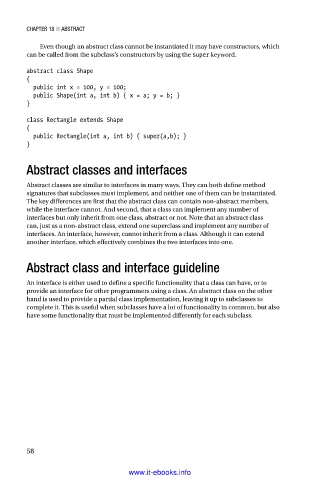 CHAPTER 18 ■ ABSTRACT
Even though an abstract class cannot be instantiated it may have constructors, which
can be called from the subclass's constructors by using the super keyword.
abstract class Shape
{
public int x = 100, y = 100;
public Shape(int a, int b) { x = a; y = b; }
}
class Rectangle extends Shape
{
public Rectangle(int a, int b) { super(a,b); }
}
Abstract classes and interfaces
Abstract classes are similar to interfaces in many ways. They can both define method
signatures that subclasses must implement, and neither one of them can be instantiated.
The key differences are first that the abstract class can contain non-abstract members,
while the interface cannot. And second, that a class can implement any number of
interfaces but only inherit from one class, abstract or not. Note that an abstract class
can, just as a non-abstract class, extend one superclass and implement any number of
interfaces. An interface, however, cannot inherit from a class. Although it can extend
another interface, which effectively combines the two interfaces into one.
Abstract class and interface guideline
An interface is either used to define a specific functionality that a class can have, or to
provide an interface for other programmers using a class. An abstract class on the other
hand is used to provide a partial class implementation, leaving it up to subclasses to
complete it. This is useful when subclasses have a lot of functionality in common, but also
have some functionality that must be implemented differently for each subclass.
58
www.it-ebooks.info